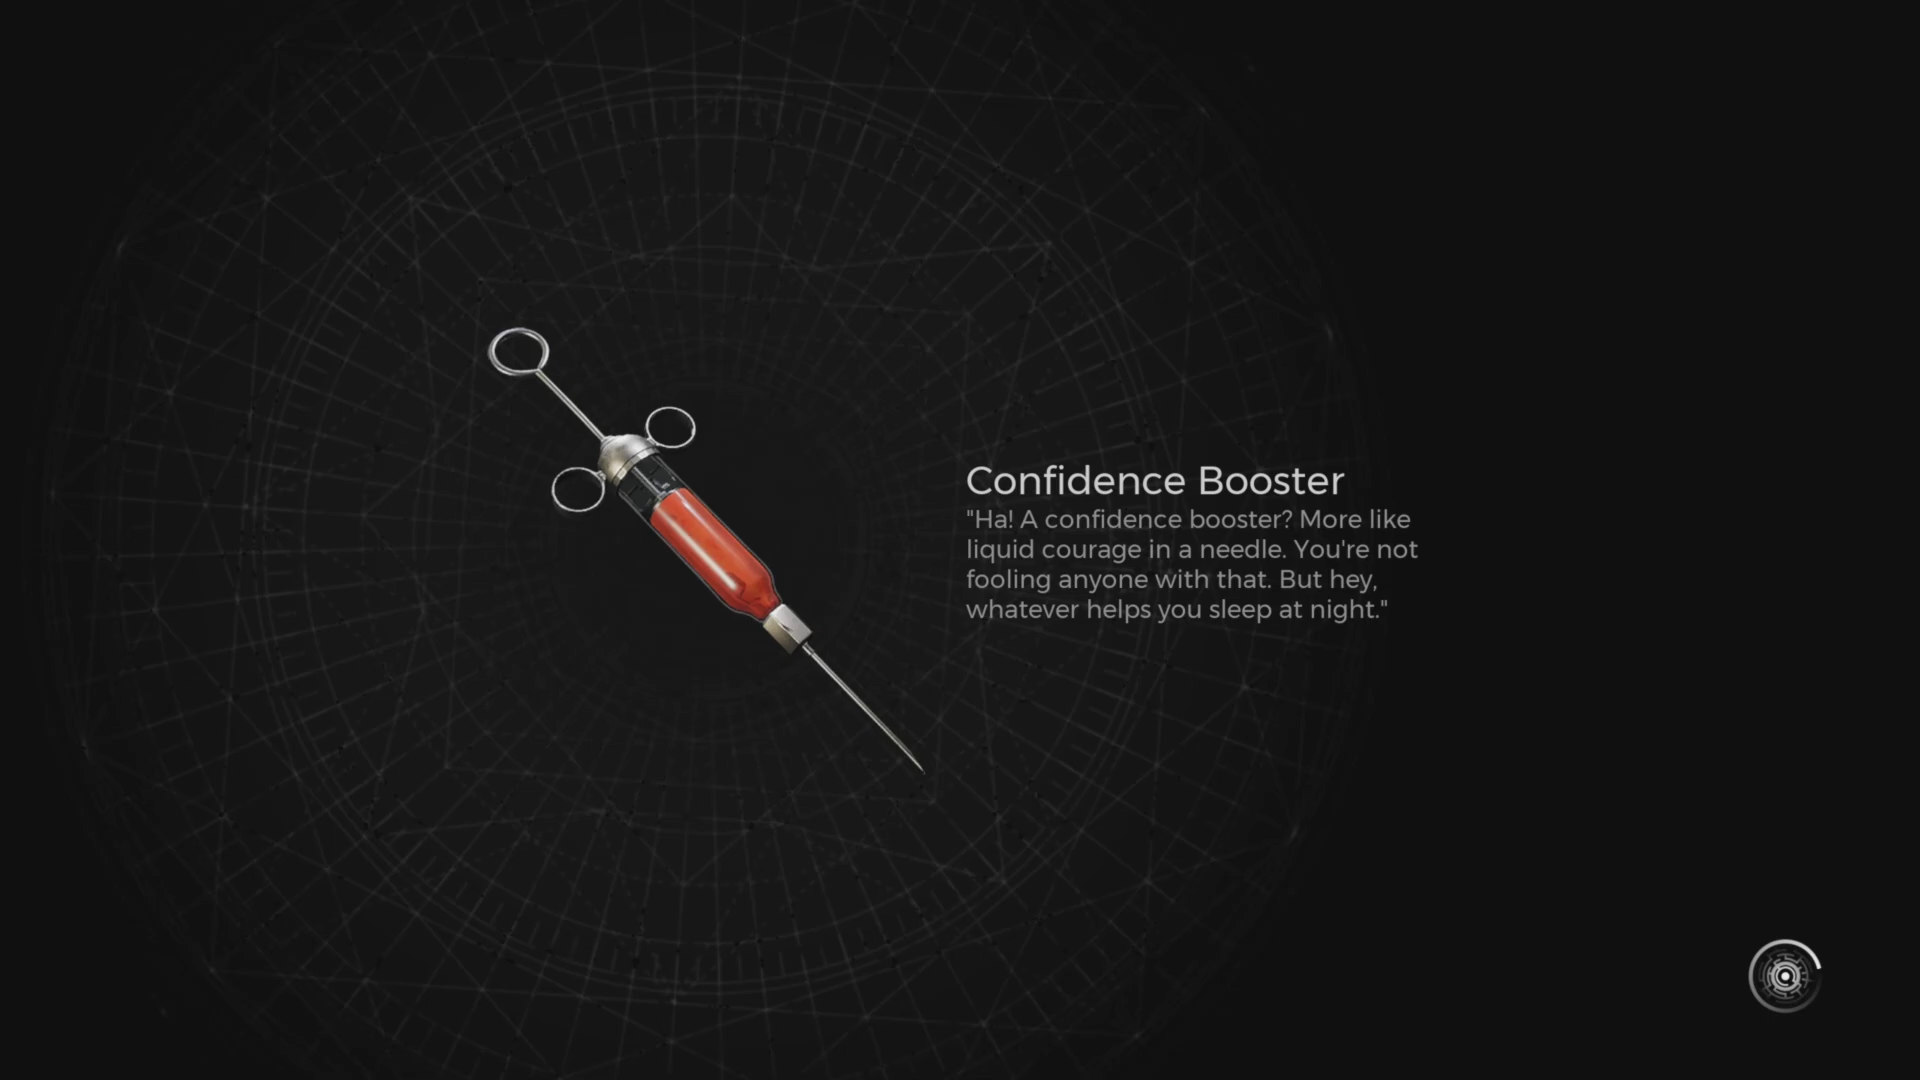 Confidence Booster
"Ha! A confidence booster? More like
liquid courage in a needle. You're not
fooling anyone with that. But hey,
whatever helps you sleep at night."